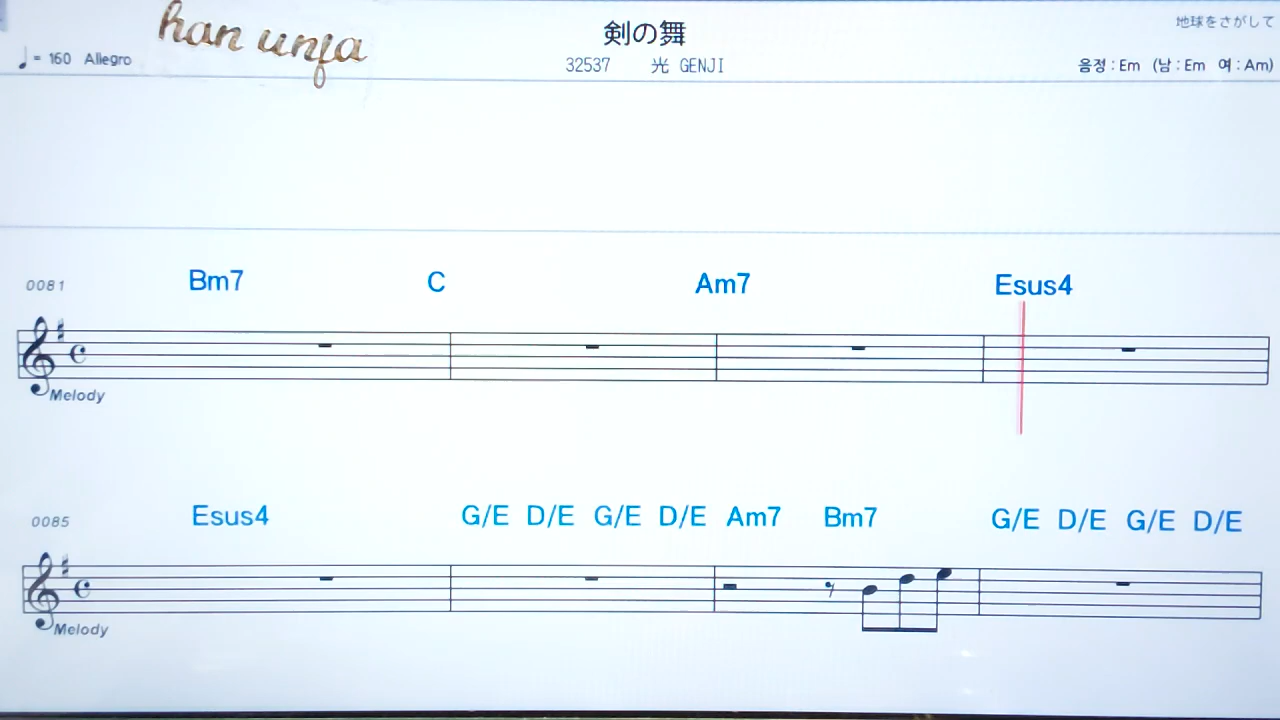 han unja
剣の舞
地球をさがして
♩= 160 Allegro
32537 光 GENJI
음정 : Em (남 : Em 여 : Am)
0081 Bm7 C Am7 Esus4
Melody
0085 Esus4 G/E D/E G/E D/E Am7 Bm7 G/E D/E G/E D/E
Melody